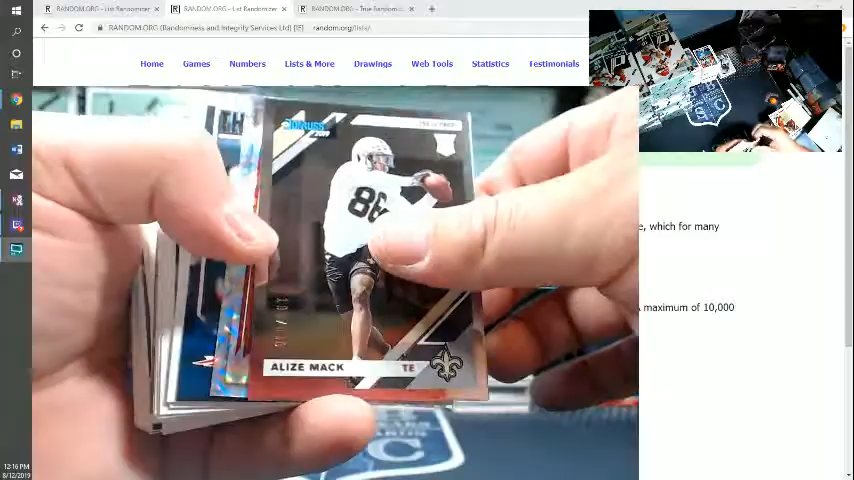 RANDOM.ORG - List Randomizer
RANDOM.ORG - List Randomizer
RANDOM.ORG - True Random
RANDOM.ORG (Randomness and Integrity Services Ltd) [IE]
random.org/lists/
Home Games Numbers Lists & More Drawings Web Tools Statistics Testimonials
DONRUSS
2019
86
ALIZE MACK TE
e, which for many
maximum of 10,000
12:16 PM
8/12/2019